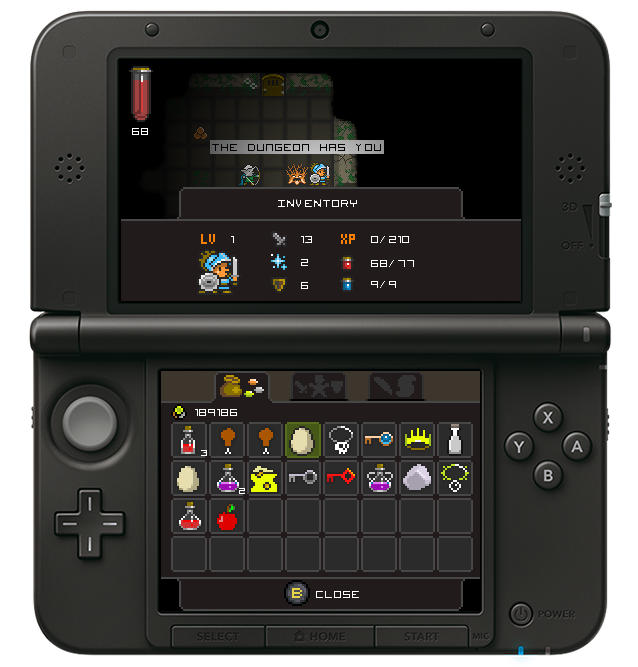 68
THE DUNGEON HAS YOU
INVENTORY
LV 1 13 XP 0/210
2 68/77
6 9/9
3D
OFF
189186
3
2
X
Y A
B
B CLOSE
POWER
SELECT HOME START MIC